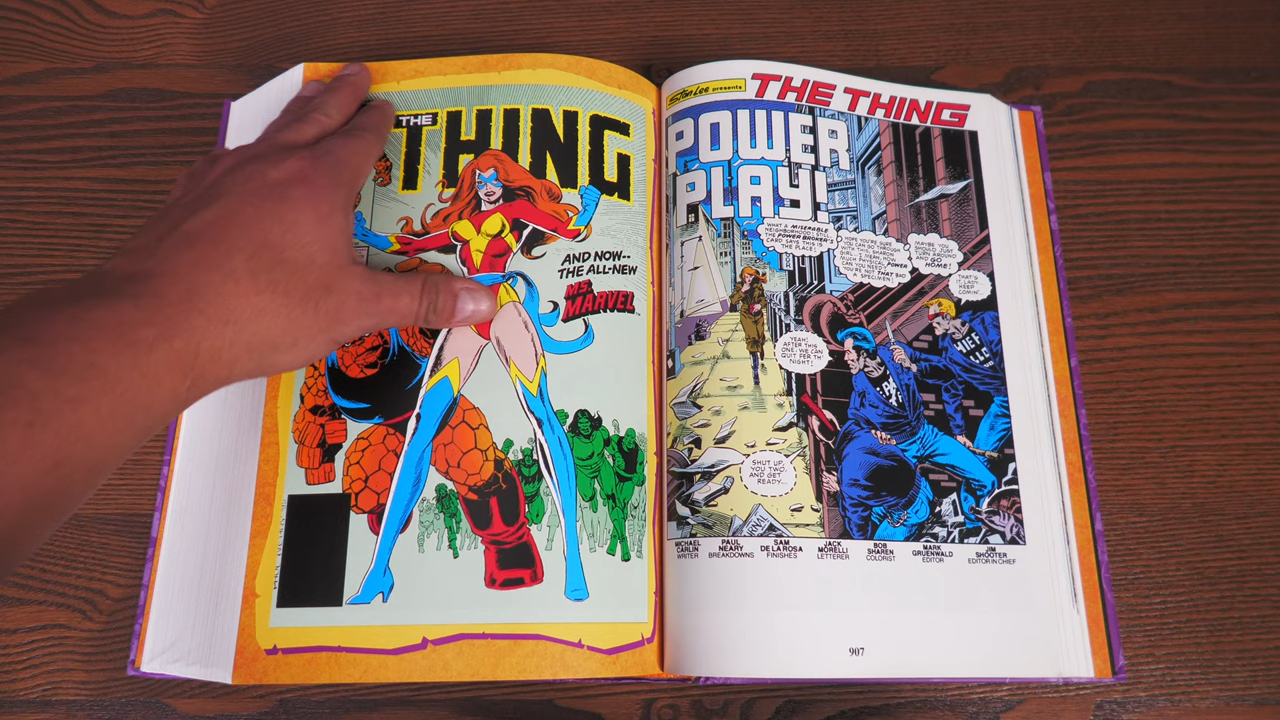 THE
THING
AND NOW--
THE ALL-NEW
MS.
MARVEL
Stan Lee presents
THE THING
POWER
PLAY!
WHAT A MISERABLE
NEIGHBORHOOD! STILL,
THE POWER BROKER'S
CARD SAYS THIS IS
THE PLACE!
HOPE YOU'RE SURE
YOU CAN GO THROUGH
WITH THIS, SHARON
GIRL... I MEAN, HOW
MUCH PHYSICAL POWER
CAN YOU NEED?
YOU'RE NOT THAT BAD
A SPECIMEN!
MAYBE YOU
SHOULD JUST
TURN AROUND
AND GO
HOME!
THAT'S
IT, LADY,
KEEP
COMIN'...
YEAH!
AFTER THIS
ONE, WE CAN
QUIT FER TH'
NIGHT!
SHUT UP,
YOU TWO,
AND GET
READY...
MICHAEL
CARLIN
WRITER
PAUL
NEARY
BREAKDOWNS
SAM
DE LA ROSA
FINISHES
JACK
MORELLI
LETTERER
BOB
SHAREN
COLORIST
MARK
GRUENWALD
EDITOR
JIM
SHOOTER
EDITOR IN CHIEF
907